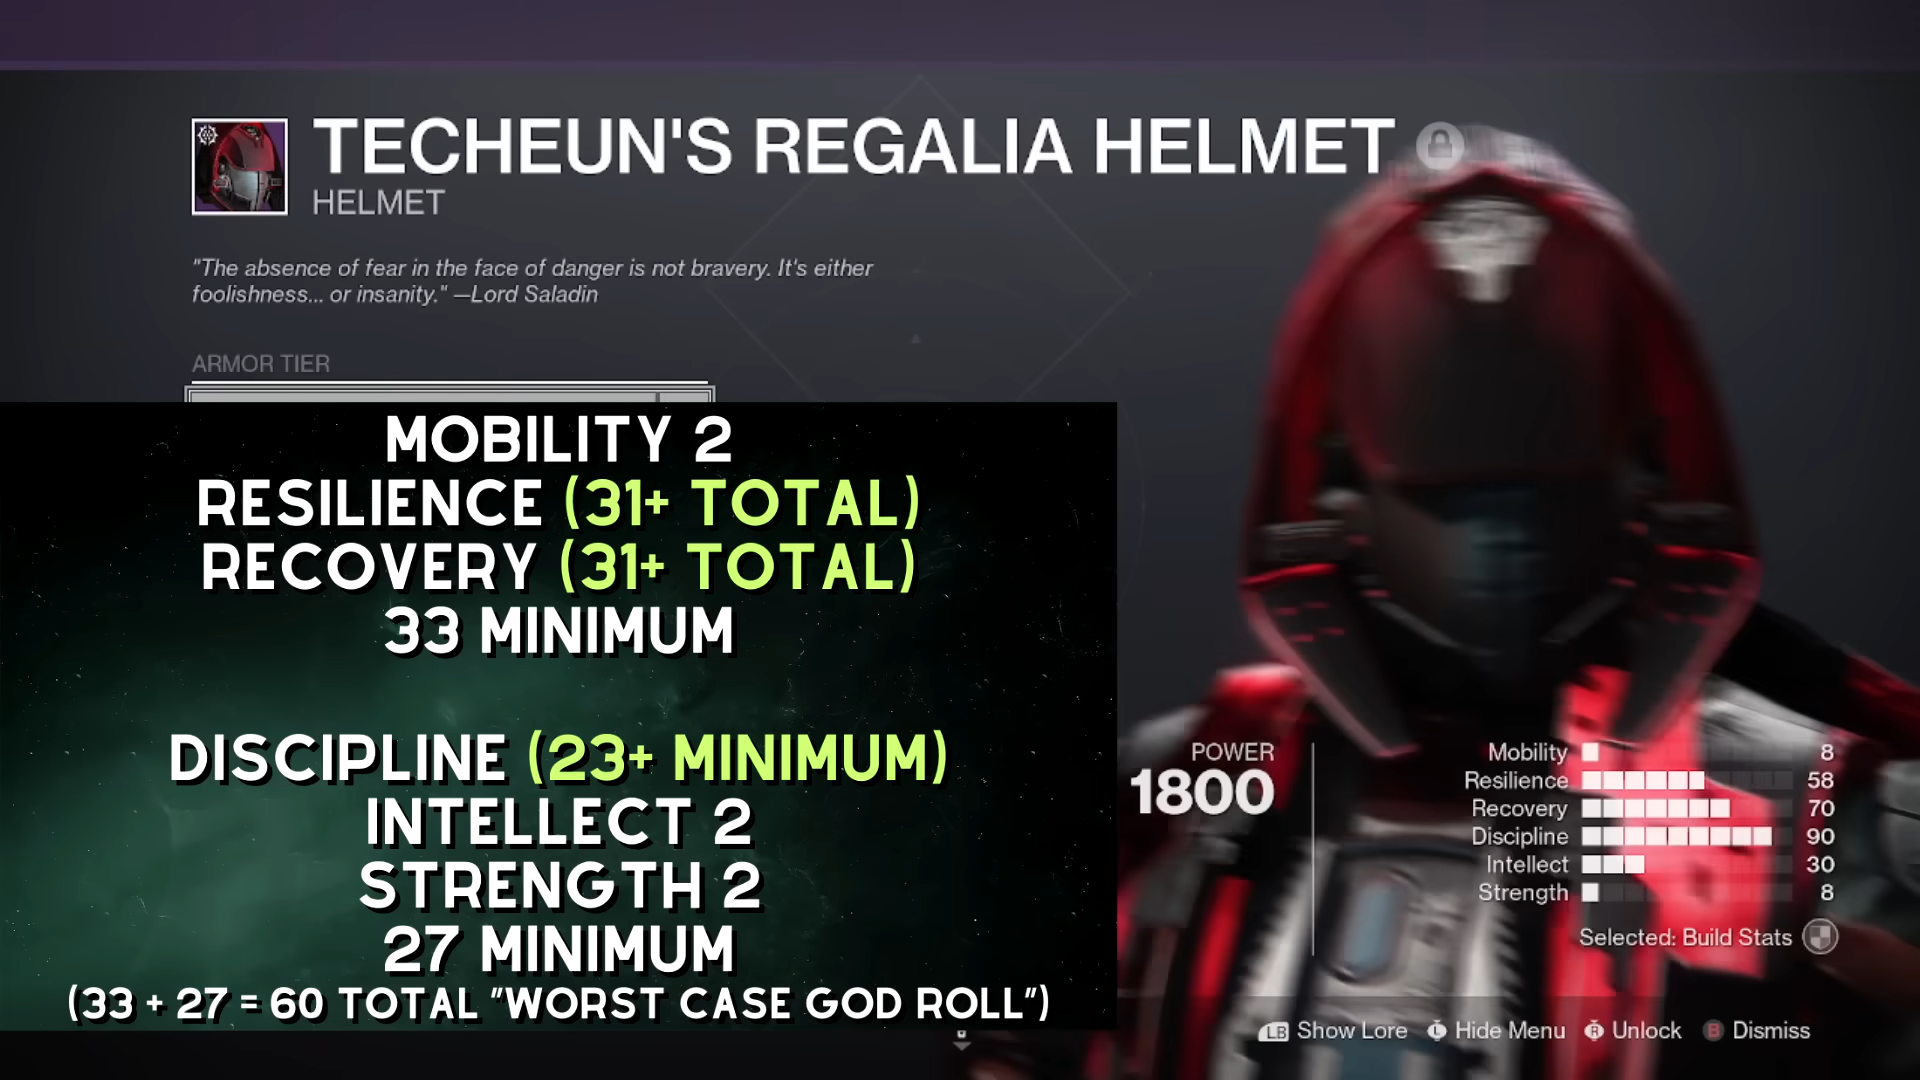 TECHEUN'S REGALIA HELMET
HELMET
"The absence of fear in the face of danger is not bravery. It's either
foolishness... or insanity." —Lord Saladin
ARMOR TIER
MOBILITY 2
RESILIENCE (31+ TOTAL)
RECOVERY (31+ TOTAL)
33 MINIMUM
DISCIPLINE (23+ MINIMUM)
INTELLECT 2
STRENGTH 2
27 MINIMUM
(33 + 27 = 60 TOTAL "WORST CASE GOD ROLL")
POWER
1800
Mobility 8
Resilience 58
Recovery 70
Discipline 90
Intellect 30
Strength 8
Selected: Build Stats
LB Show Lore L Hide Menu R Unlock B Dismiss